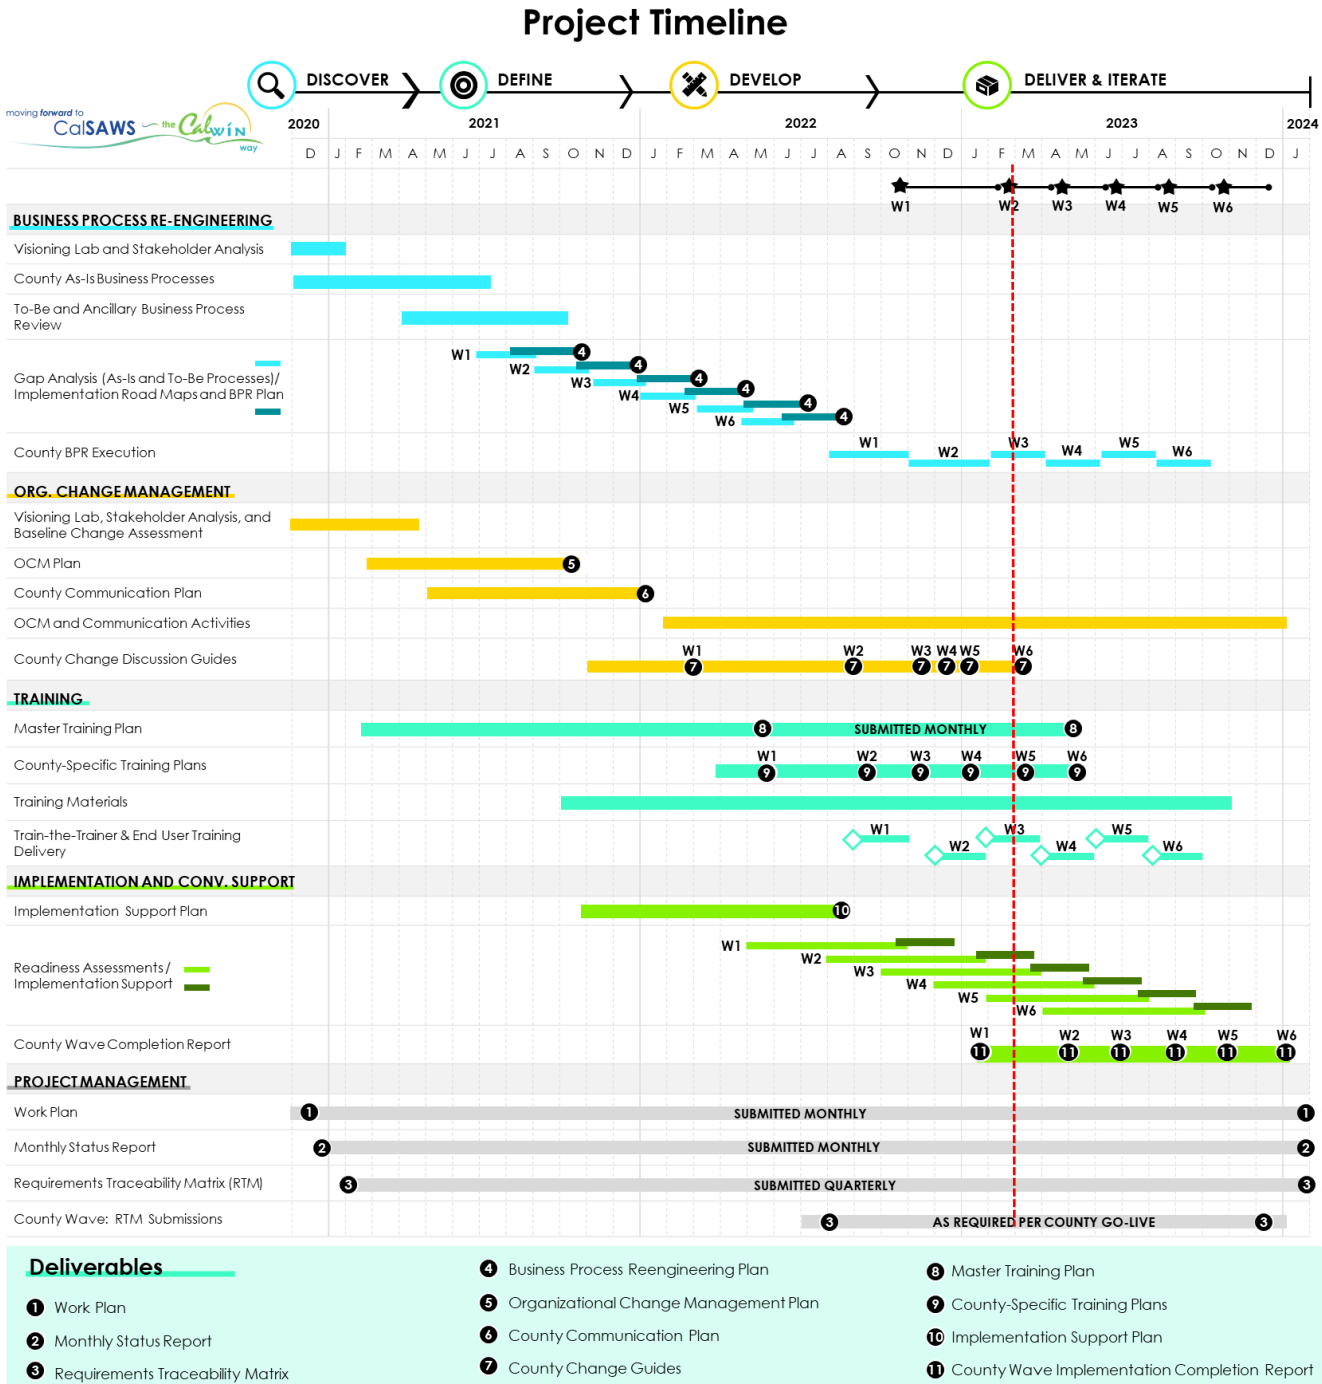 Project Timeline
DISCOVER
DEFINE
DEVELOP
DELIVER & ITERATE
moving forward to
CalSAWS the CalWIN
way
2020 2021 2022 2023 2024
D J F M A M J J A S O N D J F M A M J J A S O N D J F M A M J J A S O N D J
W1 W2 W3 W4 W5 W6
BUSINESS PROCESS RE-ENGINEERING
Visioning Lab and Stakeholder Analysis
County As-Is Business Processes
To-Be and Ancillary Business Process
Review
Gap Analysis (As-Is and To-Be Processes)/
Implementation Road Maps and BPR Plan
W1 4
W2 4
W3 4
W4 4
W5 4
W6 4
County BPR Execution
W1 W2 W3 W4 W5 W6
ORG. CHANGE MANAGEMENT
Visioning Lab, Stakeholder Analysis, and
Baseline Change Assessment
OCM Plan 5
County Communication Plan 6
OCM and Communication Activities
County Change Discussion Guides
W1 W2 W3 W4 W5 W6
7 7 7 7 7 7
TRAINING
Master Training Plan 8 SUBMITTED MONTHLY 8
County-Specific Training Plans
W1 W2 W3 W4 W5 W6
9 9 9 9 9 9
Training Materials
Train-the-Trainer & End User Training
Delivery
W1 W2 W3 W4 W5 W6
IMPLEMENTATION AND CONV. SUPPORT
Implementation Support Plan 10
Readiness Assessments/
Implementation Support
W1
W2
W3
W4
W5
W6
County Wave Completion Report
W1 W2 W3 W4 W5 W6
11 11 11 11 11 11
PROJECT MANAGEMENT
Work Plan 1 SUBMITTED MONTHLY 1
Monthly Status Report 2 SUBMITTED MONTHLY 2
Requirements Traceability Matrix (RTM) 3 SUBMITTED QUARTERLY 3
County Wave: RTM Submissions 3 AS REQUIRED PER COUNTY GO-LIVE 3
Deliverables
1 Work Plan
2 Monthly Status Report
3 Requirements Traceability Matrix
4 Business Process Reengineering Plan
5 Organizational Change Management Plan
6 County Communication Plan
7 County Change Guides
8 Master Training Plan
9 County-Specific Training Plans
10 Implementation Support Plan
11 County Wave Implementation Completion Report